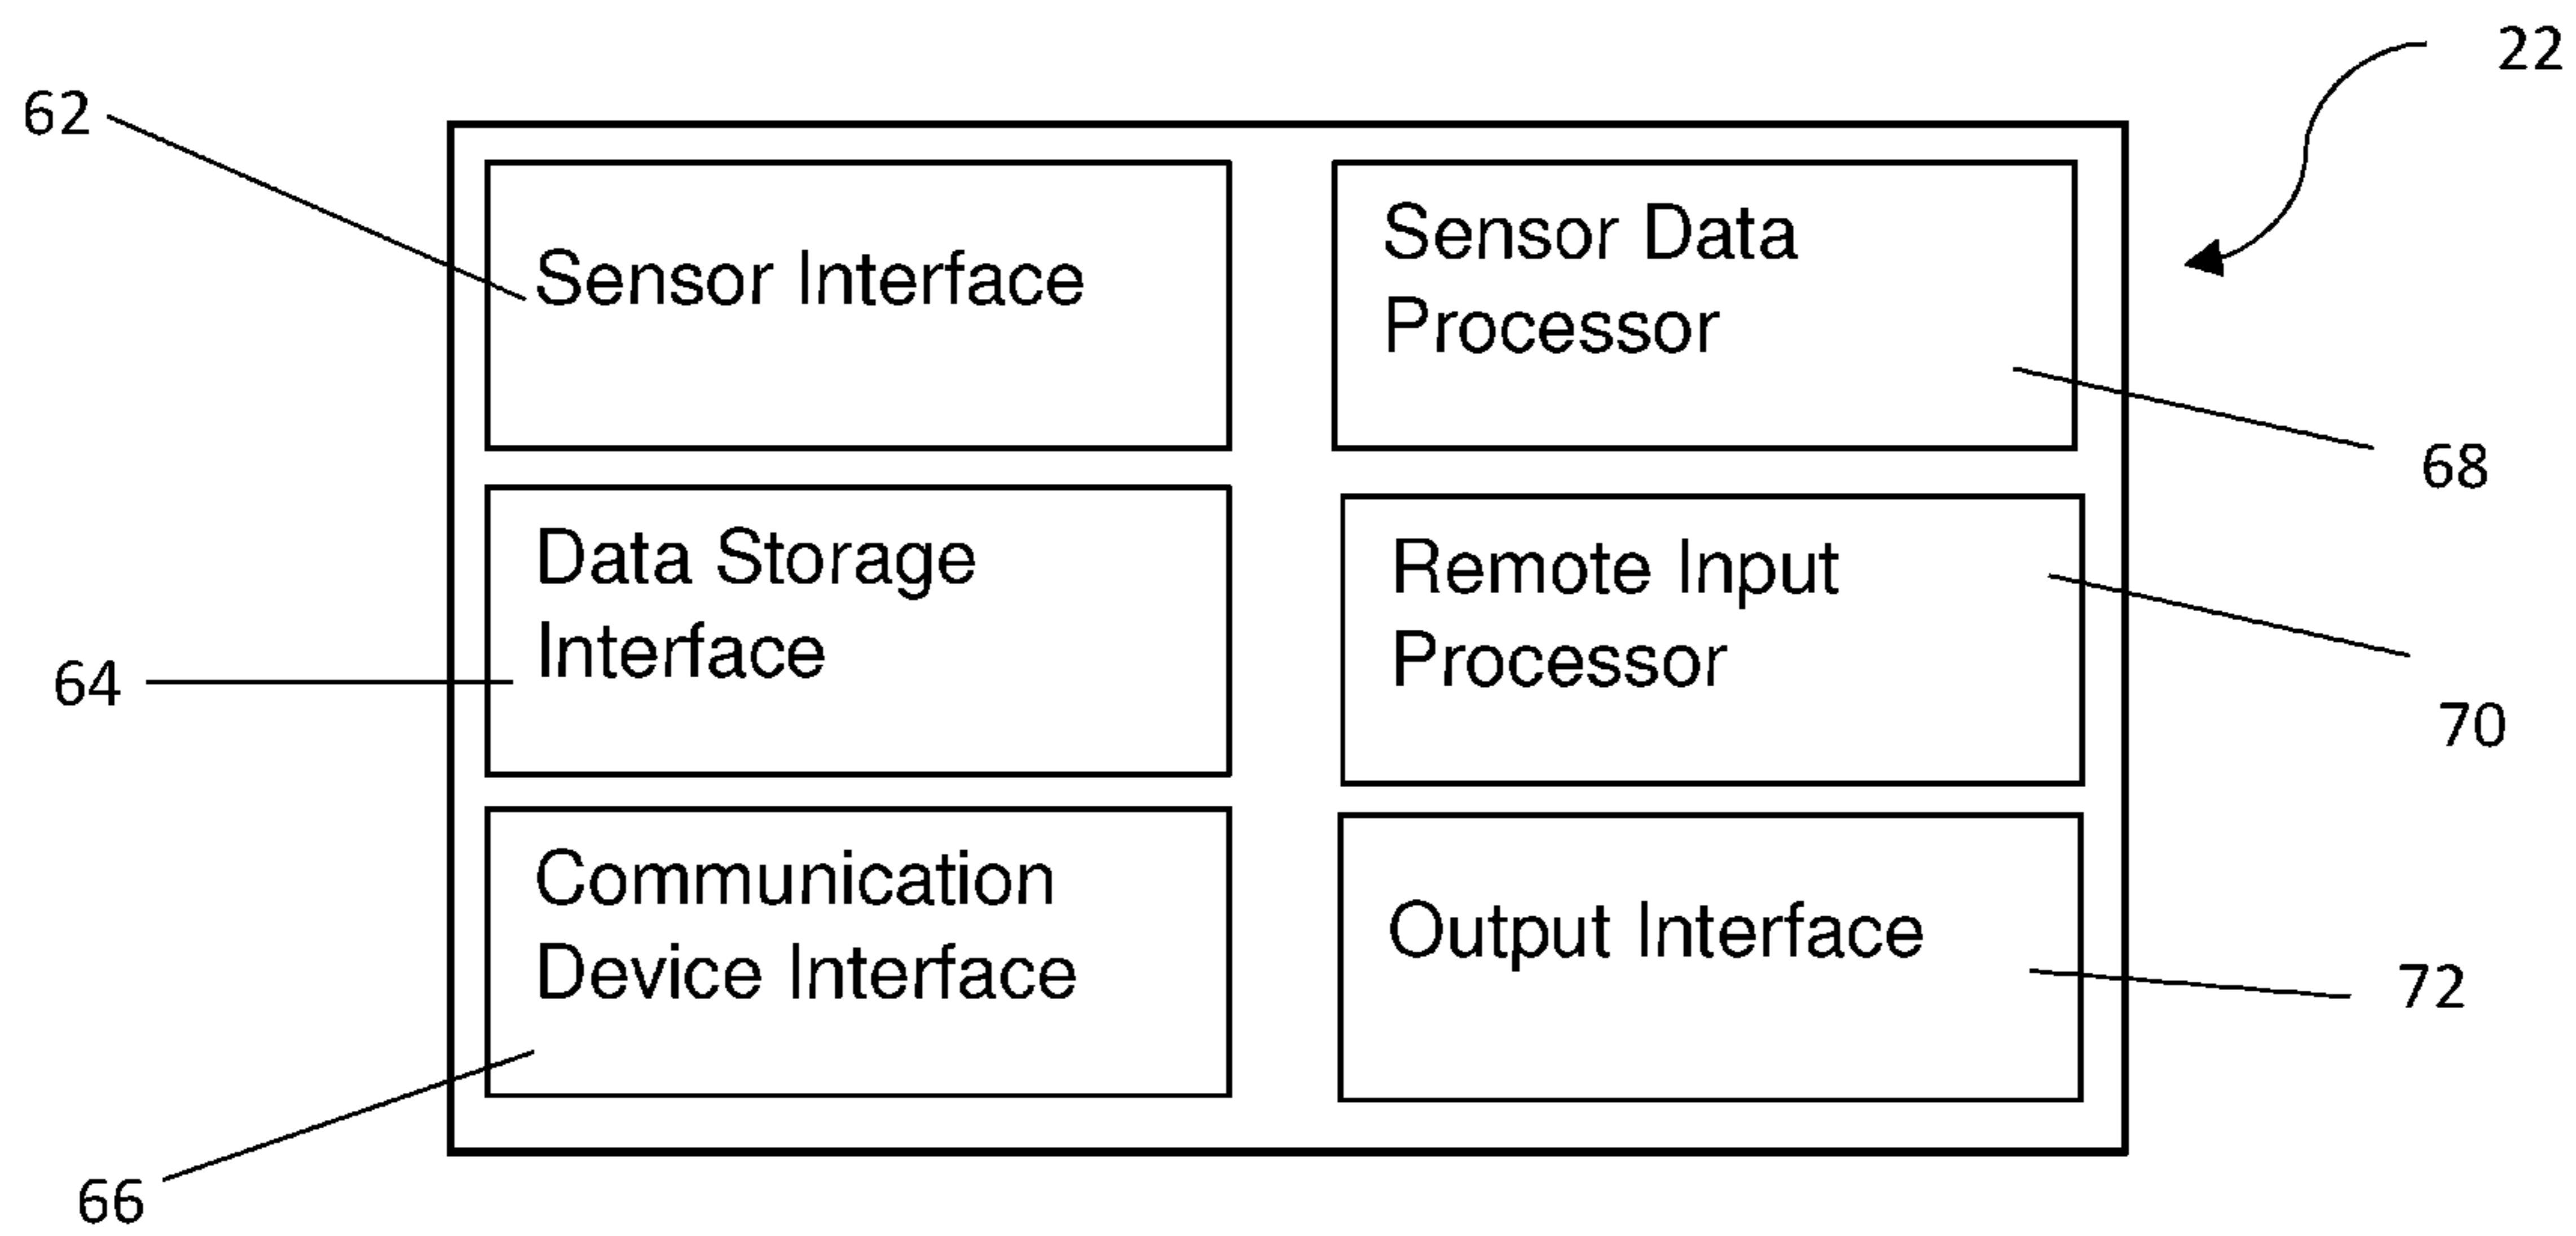 22
62
Sensor Interface
Sensor Data
Processor
68
Data Storage
Interface
64
Remote Input
Processor
70
Communication
Device Interface
66
Output Interface
72